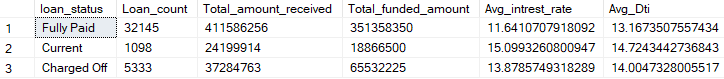 loan_status Loan_count Total_amount_received Total_funded_amount Avg_intrest_rate Avg_Dti
1 Fully Paid 32145 411586256 351358350 11.6410707918092 13.1673507557434
2 Current 1098 24199914 18866500 15.0993260800947 14.7243442736843
3 Charged Off 5333 37284763 65532225 13.8785749318289 14.0047328005517